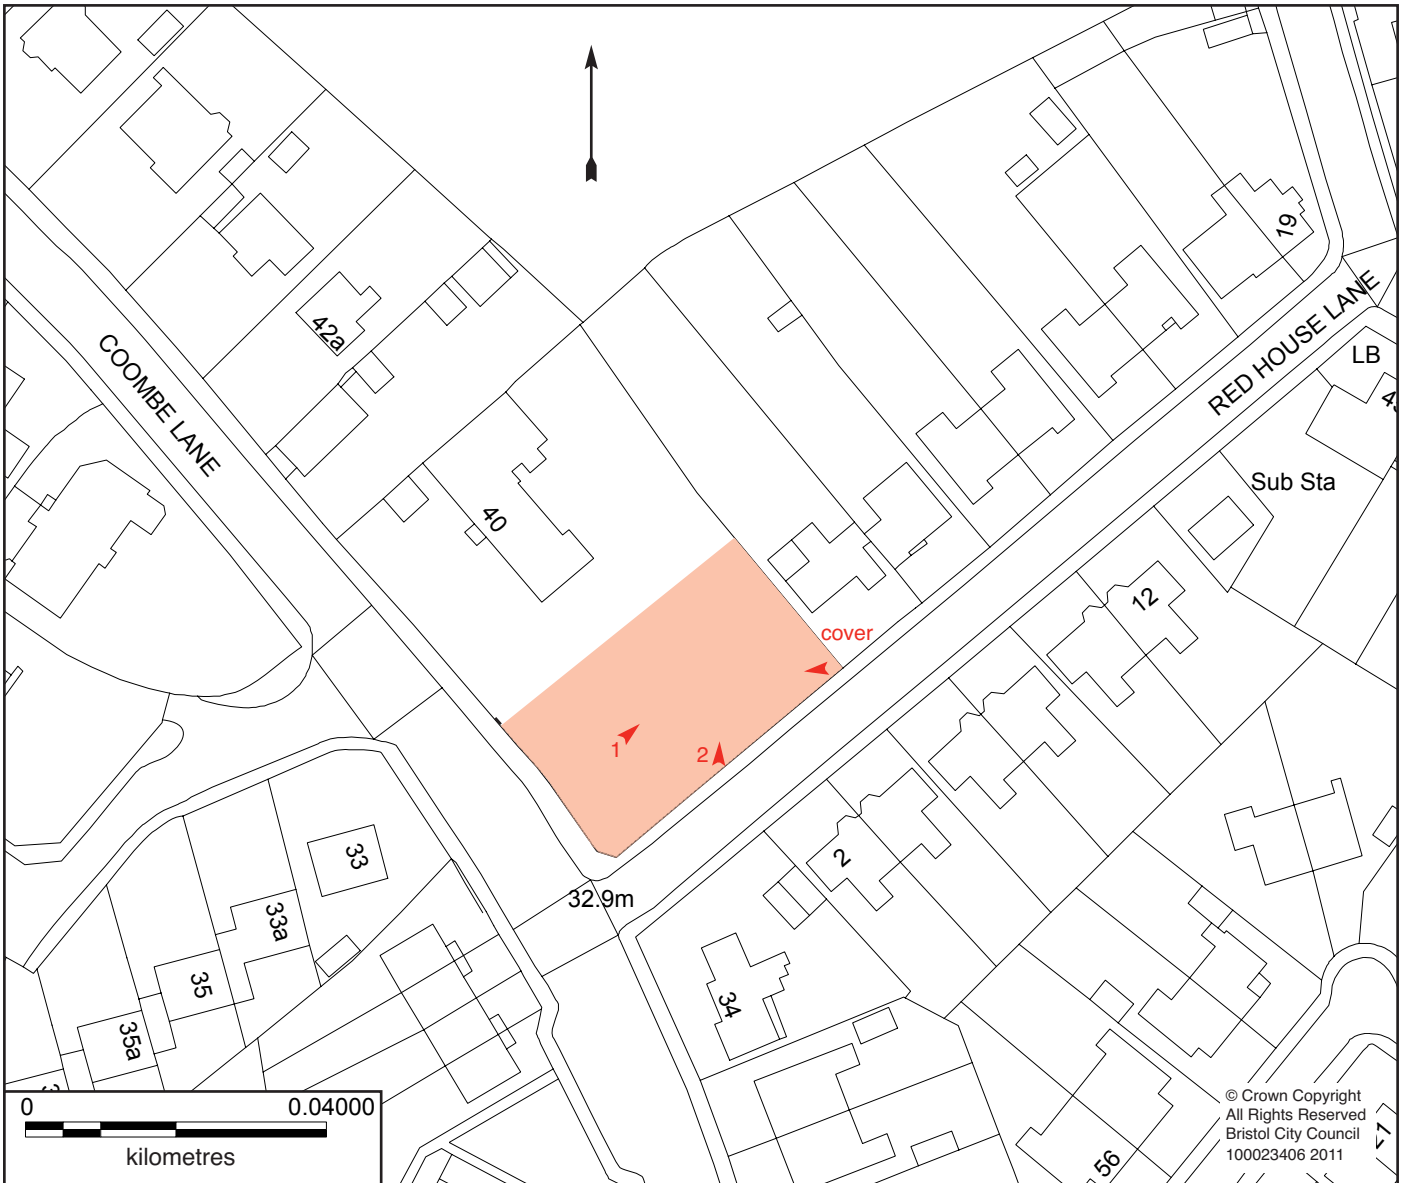 19
42a
COOMBE LANE
RED HOUSE LANE
LB
Sub Sta
40
12
cover
1
2
2
33
32.9m
33a
35
34
35a
0 0.04000
kilometres
56
© Crown Copyright
All Rights Reserved
Bristol City Council
100023406 2011